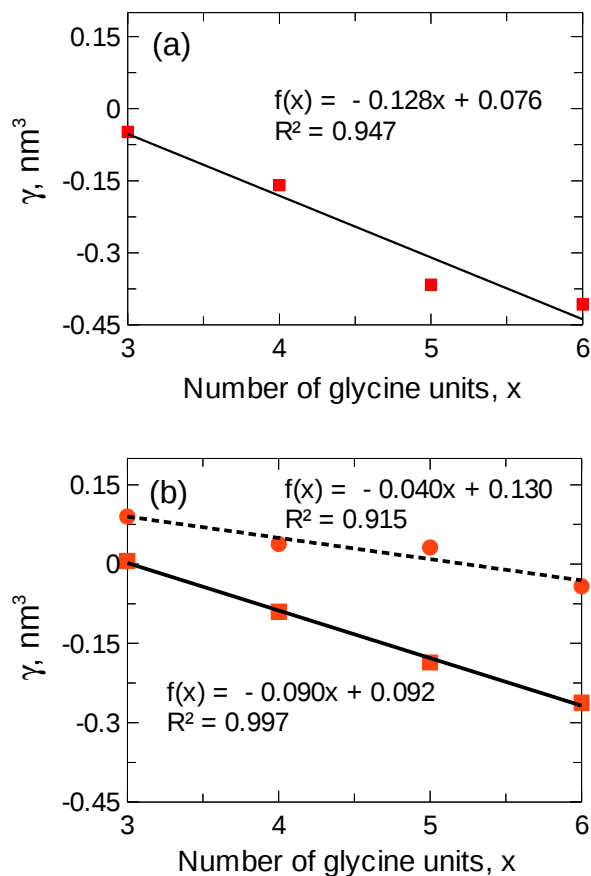 (a)
f(x) = - 0.128x + 0.076
R² = 0.947
γ, nm³
0.15
0
-0.15
-0.3
-0.45
3 4 5 6
Number of glycine units, x
(b)
f(x) = - 0.040x + 0.130
R² = 0.915
γ, nm³
0.15
0
-0.15
-0.3
-0.45
f(x) = - 0.090x + 0.092
R² = 0.997
3 4 5 6
Number of glycine units, x